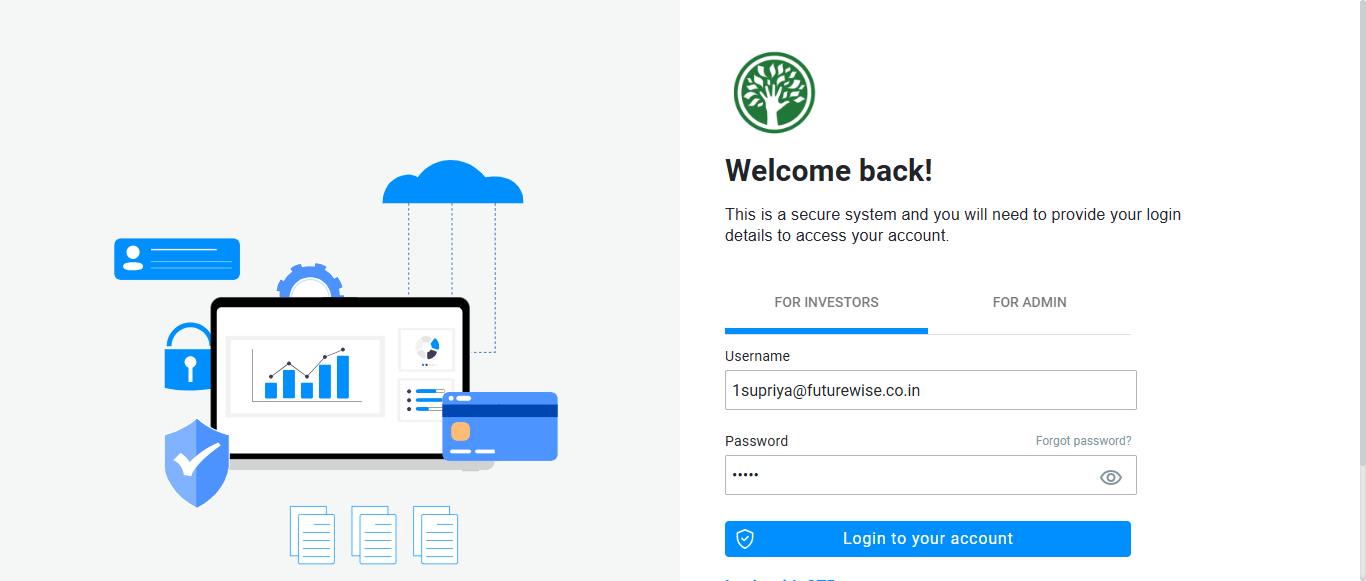 Welcome back!
This is a secure system and you will need to provide your login
details to access your account.
FOR INVESTORS FOR ADMIN
Username
1supriya@futurewise.co.in
Password Forgot password?
•••••
Login to your account